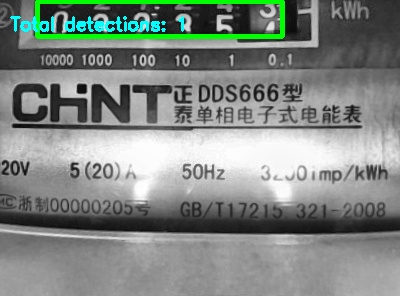 kWh
Total detections: 1
10000 1000 100 10 1 0.1
CHNT 正泰 DDS666型
单相电子式电能表
20V 5(20)A 50Hz 3200imp/kWh
MC 浙制00000205号 GB/T17215 321-2008